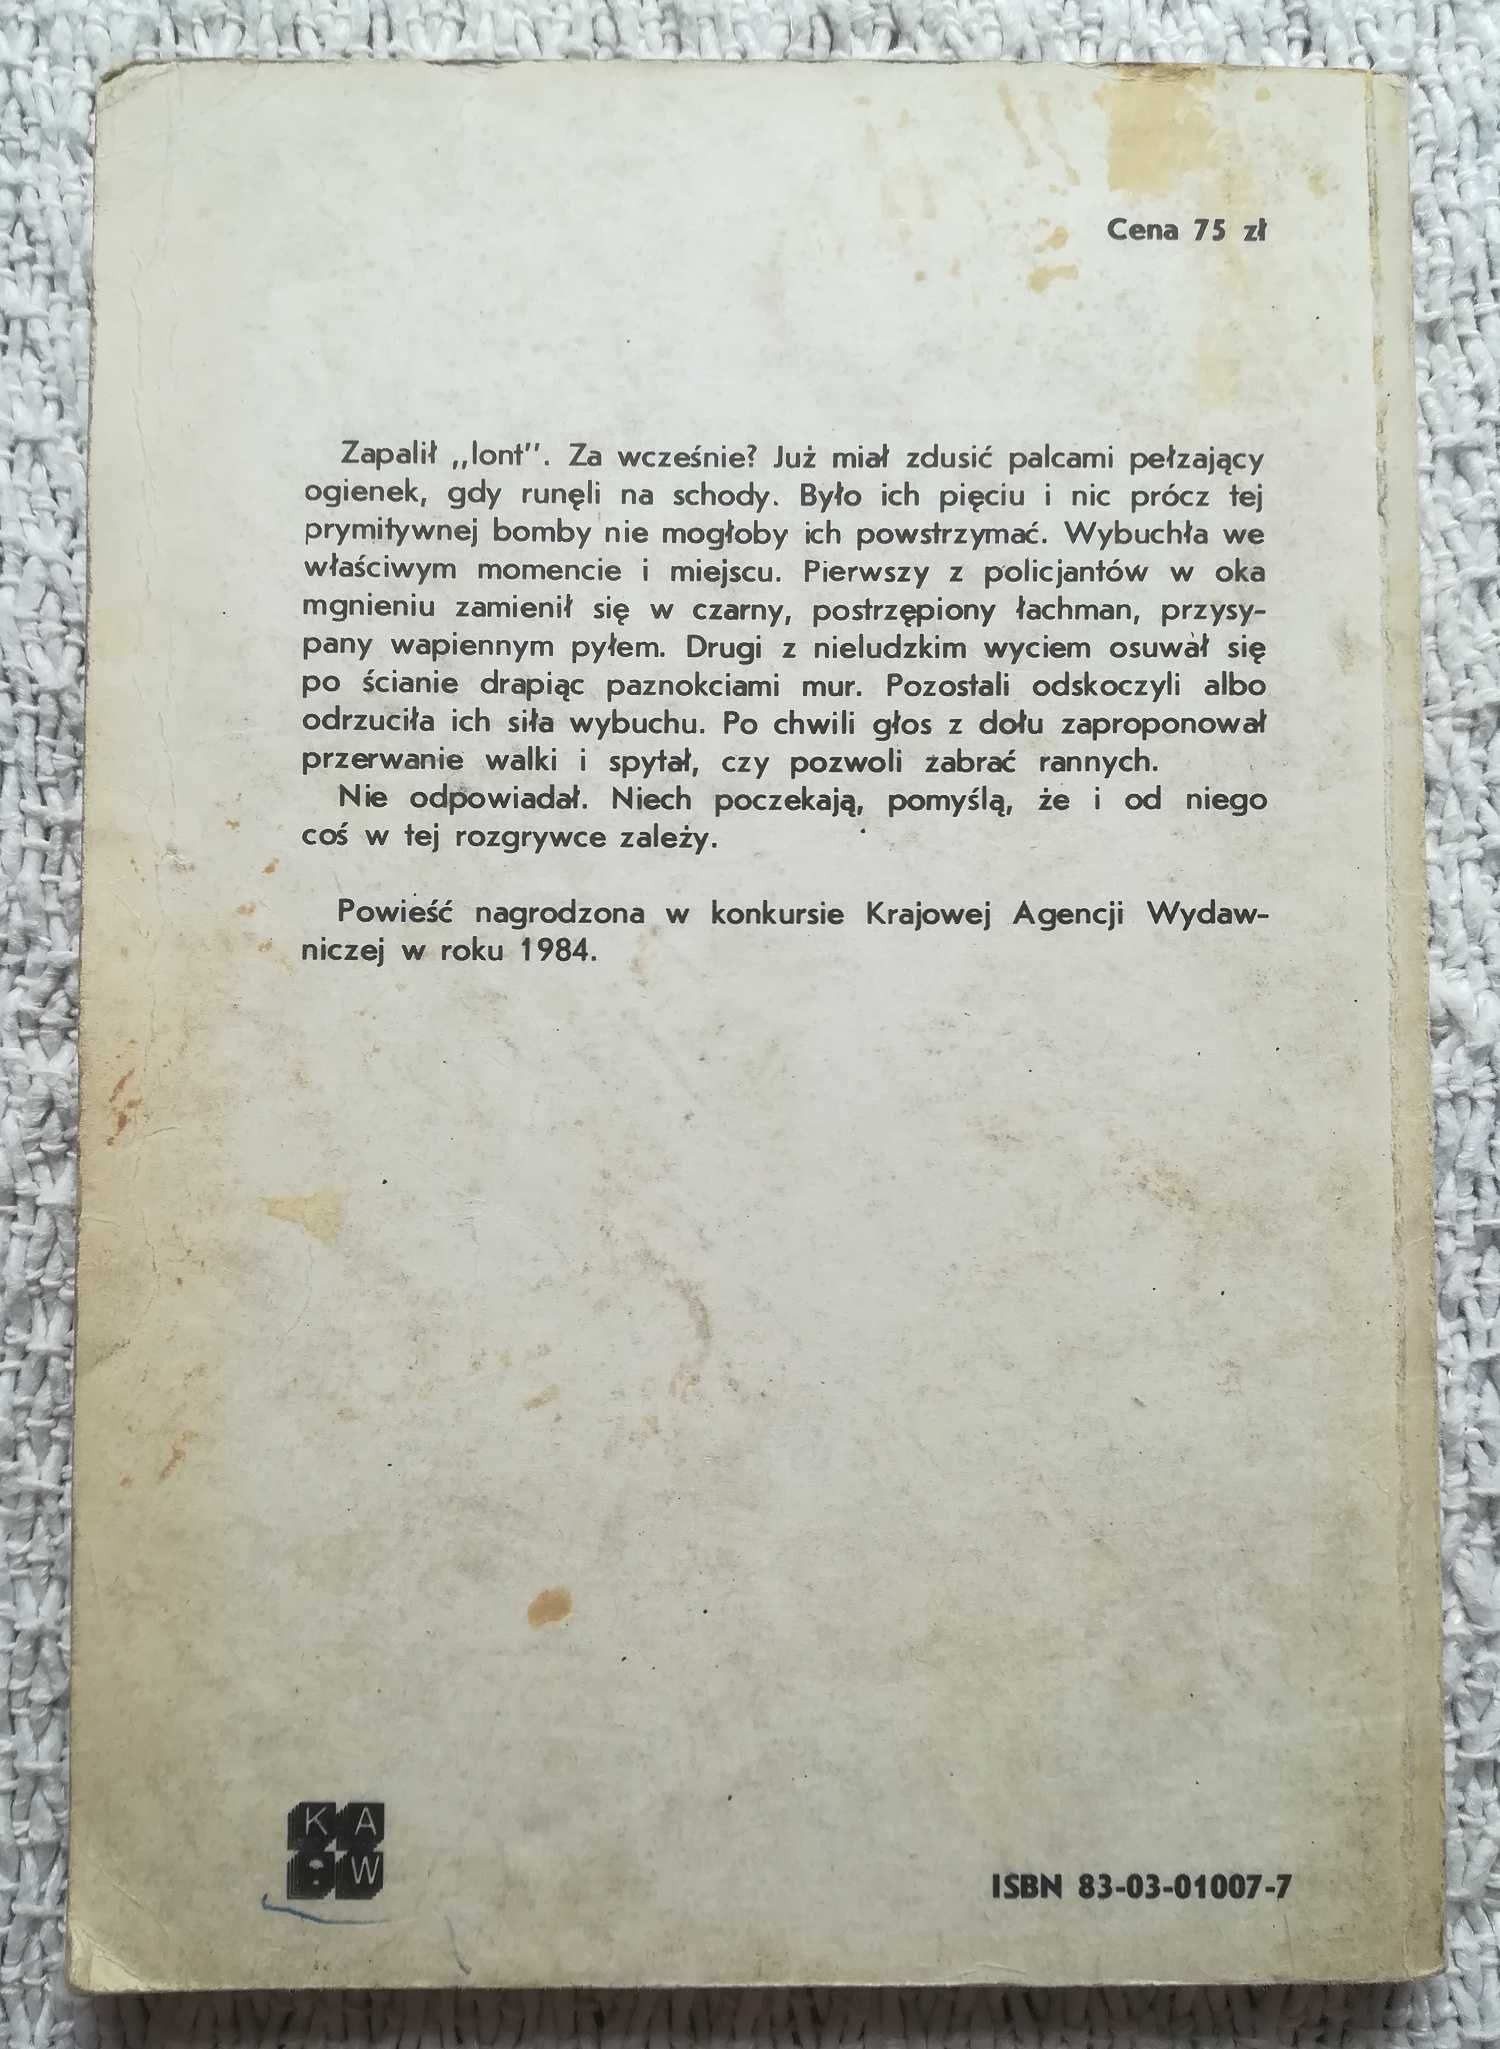 Cena 75 zł
Zapalił „lont". Za wcześnie? Już miał zdusić palcami pełzający
ogienek, gdy runęli na schody. Było ich pięciu i nic prócz tej
prymitywnej bomby nie mogłoby ich powstrzymać. Wybuchła we
właściwym momencie i miejscu. Pierwszy z policjantów w oka
mgnieniu zamienił się w czarny, postrzępiony łachman, przysy-
pany wapiennym pyłem. Drugi z nieludzkim wyciem osuwał się
po ścianie drapiąc paznokciami mur. Pozostali odskoczyli albo
odrzuciła ich siła wybuchu. Po chwili głos z dołu zaproponował
przerwanie walki i spytał, czy pozwoli zabrać rannych.
Nie odpowiadał. Niech poczekają, pomyślą, że i od niego
coś w tej rozgrywce zależy.
Powieść nagrodzona w konkursie Krajowej Agencji Wydaw-
niczej w roku 1984.
K A
W
ISBN 83-03-01007-7